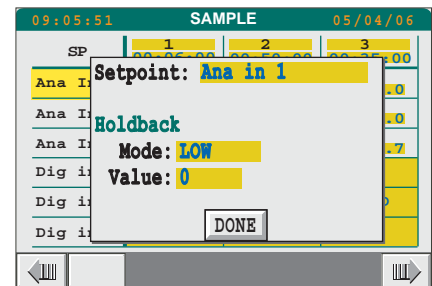 09:05:51 SAMPLE 05/04/06
SP 1 2 3
:00
Ana I
.0
Ana I
.0
Ana I
.7
Dig i
Dig i
Dig i
Setpoint: Ana in 1
Holdback
Mode: LOW
Value: 0
DONE